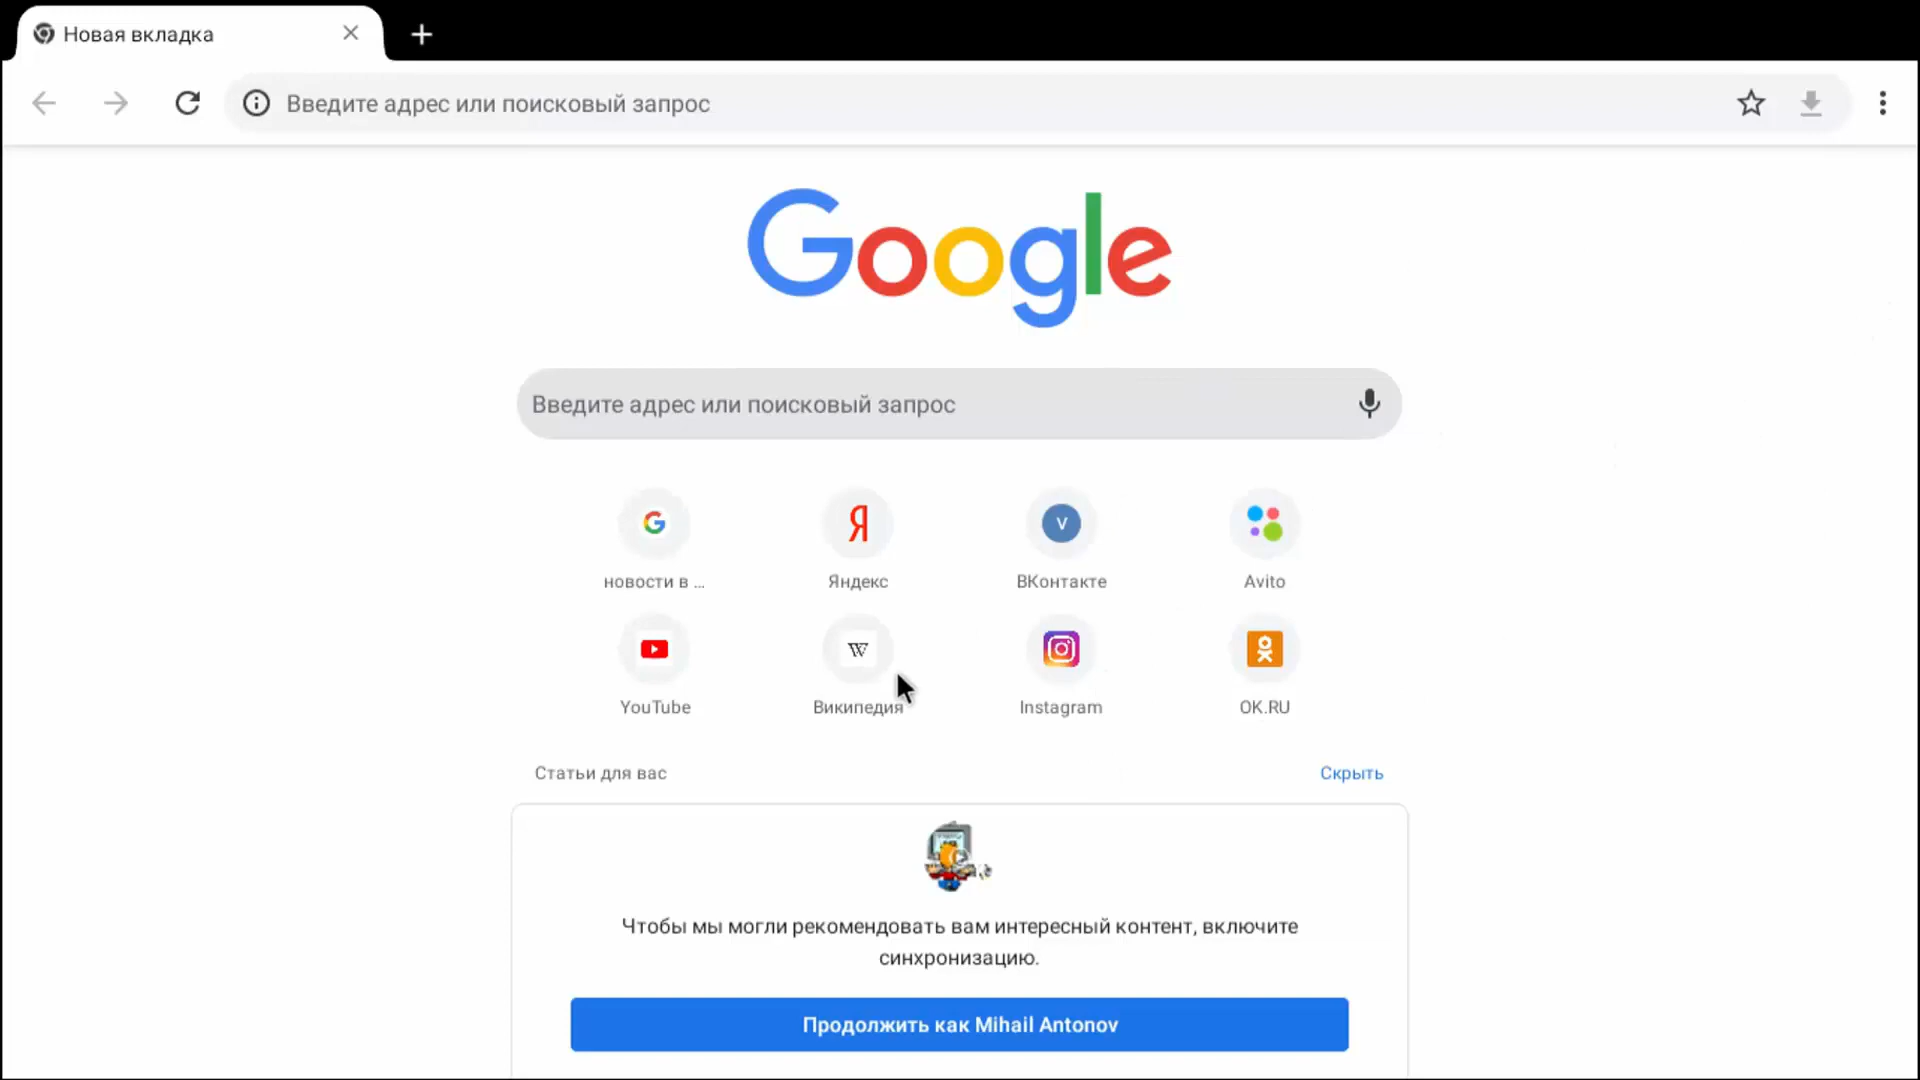 Новая вкладка
Введите адрес или поисковый запрос
Google
Введите адрес или поисковый запрос
новости в ...
Яндекс
ВКонтакте
Avito
YouTube
Википедия
Instagram
OK.RU
Статьи для вас
Скрыть
Чтобы мы могли рекомендовать вам интересный контент, включите
синхронизацию.
Продолжить как Mihail Antonov